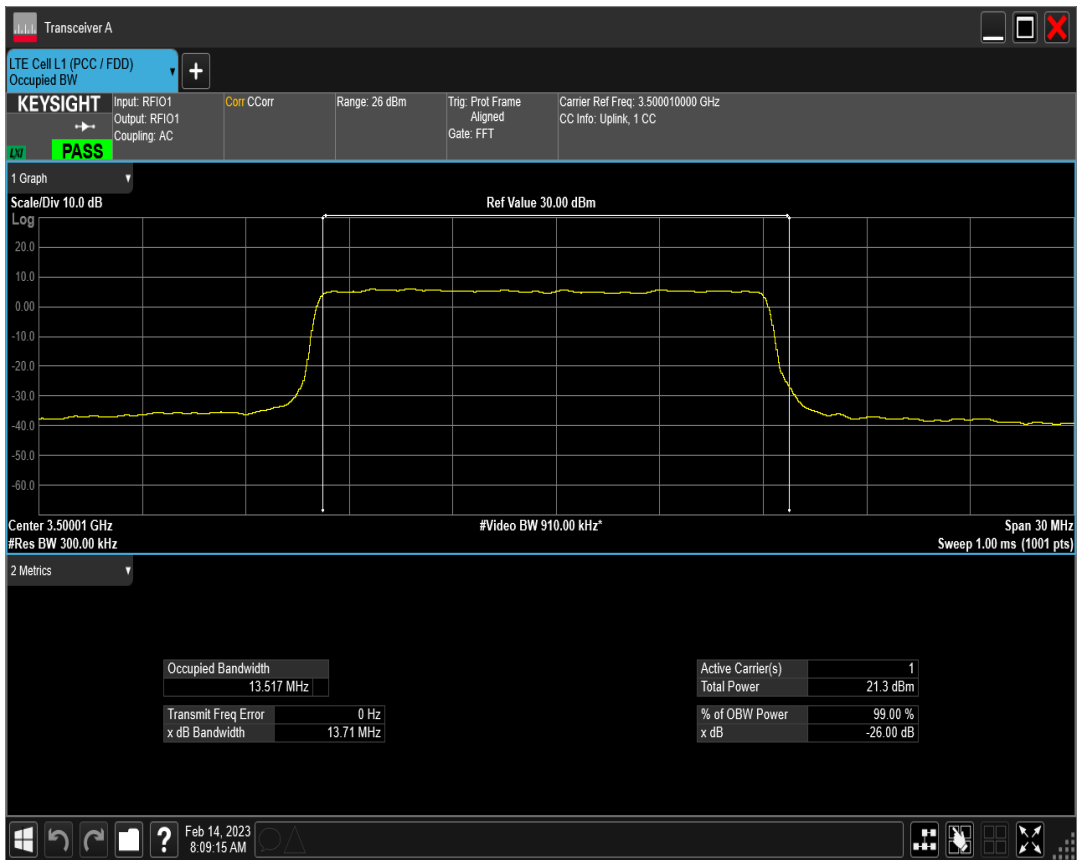 Transceiver A
LTE Cell L1 (PCC / FDD)
Occupied BW
KEYSIGHT
LXI
PASS
Input: RFIO1
Output: RFIO1
Coupling: AC
Corr CCorr
Range: 26 dBm
Trig: Prot Frame
Aligned
Gate: FFT
Carrier Ref Freq: 3.500010000 GHz
CC Info: Uplink, 1 CC
1 Graph
Scale/Div 10.0 dB
Ref Value 30.00 dBm
Log
20.0
10.0
0.00
-10.0
-20.0
-30.0
-40.0
-50.0
-60.0
Center 3.50001 GHz
#Video BW 910.00 kHz*
Span 30 MHz
#Res BW 300.00 kHz
Sweep 1.00 ms (1001 pts)
2 Metrics
Occupied Bandwidth
13.517 MHz
Transmit Freq Error 0 Hz
x dB Bandwidth 13.71 MHz
Active Carrier(s) 1
Total Power 21.3 dBm
% of OBW Power 99.00 %
x dB -26.00 dB
?
Feb 14, 2023
8:09:15 AM